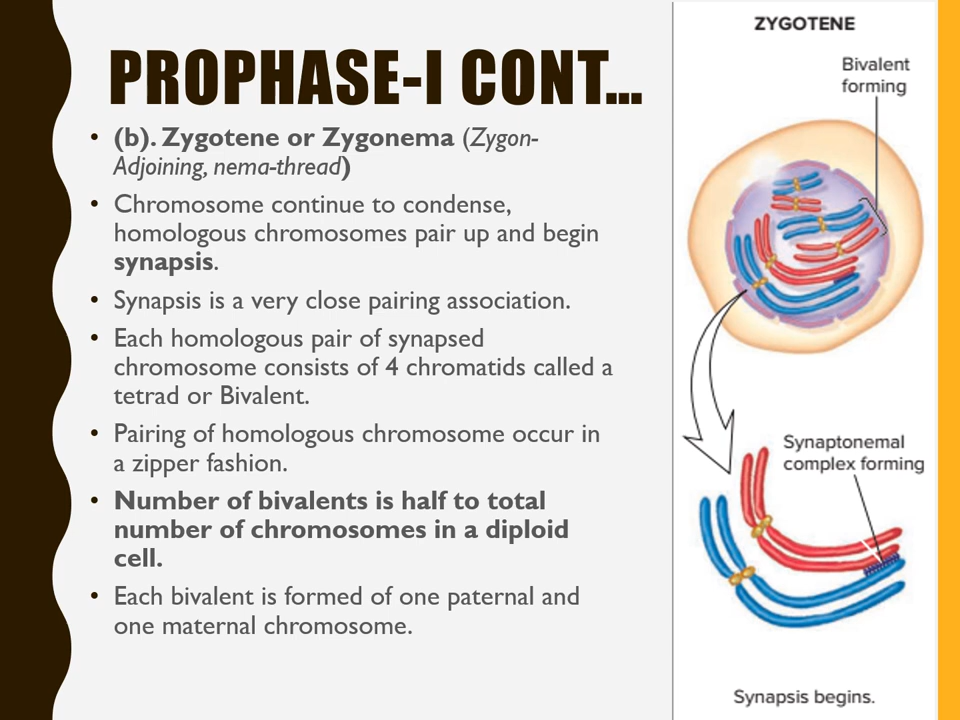 PROPHASE-I CONT...
• (b). Zygotene or Zygonema (Zygon-
Adjoining, nema-thread)
• Chromosome continue to condense,
homologous chromosomes pair up and begin
synapsis.
• Synapsis is a very close pairing association.
• Each homologous pair of synapsed
chromosome consists of 4 chromatids called a
tetrad or Bivalent.
• Pairing of homologous chromosome occur in
a zipper fashion.
• Number of bivalents is half to total
number of chromosomes in a diploid
cell.
• Each bivalent is formed of one paternal and
one maternal chromosome.
ZYGOTENE
Bivalent
forming
Synaptonemal
complex forming
Synapsis begins.